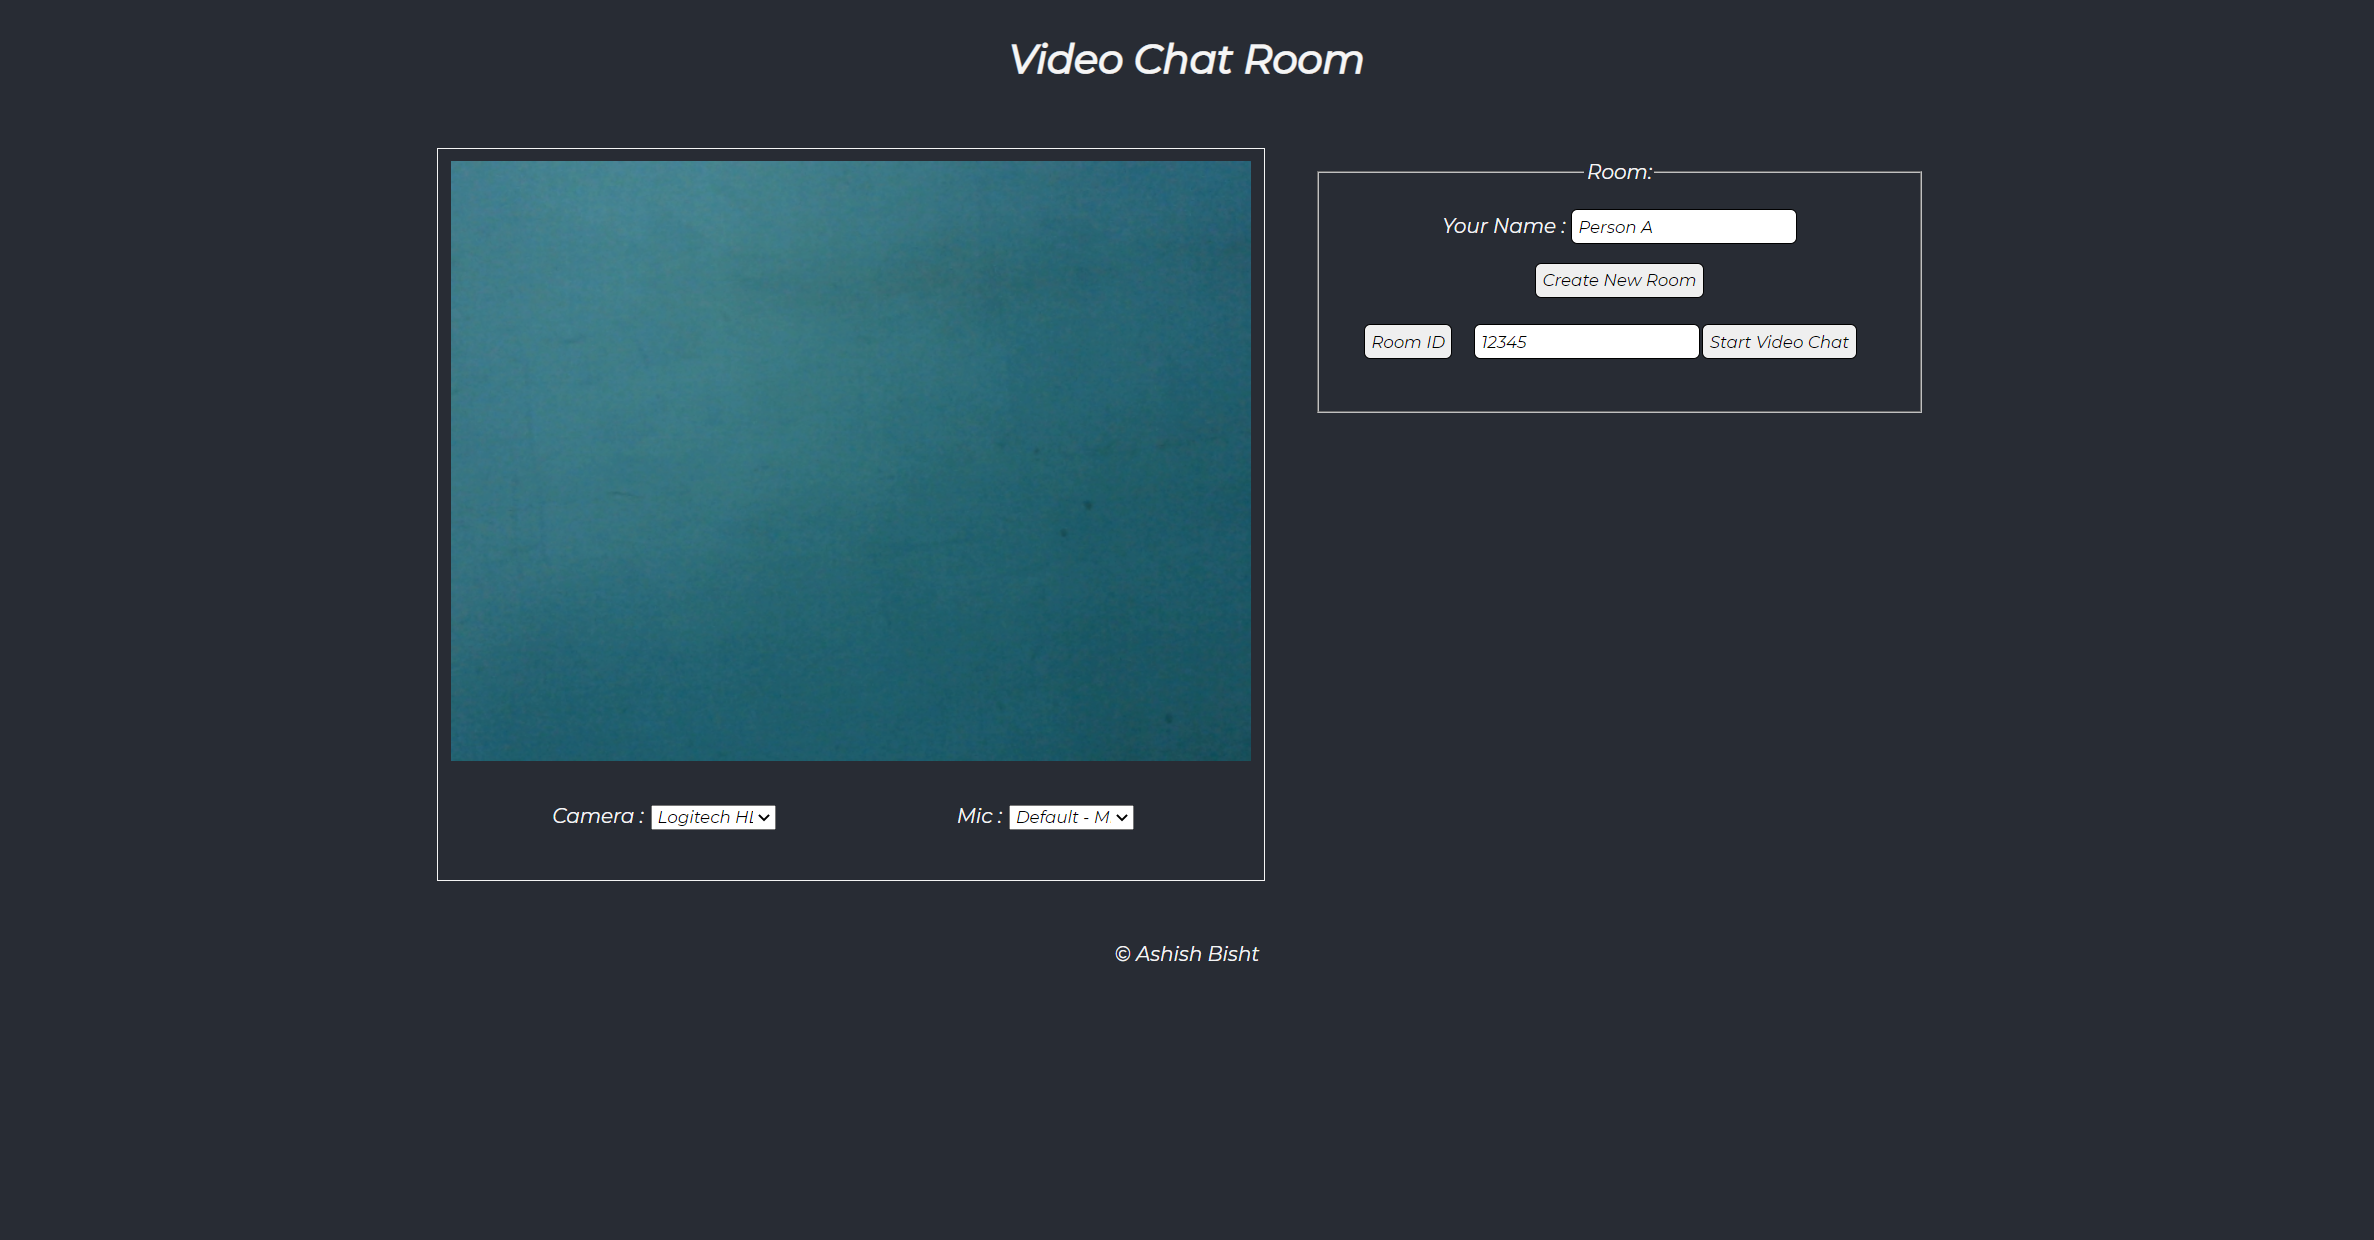 Video Chat Room
Room:
Your Name : Person A
Create New Room
Room ID 12345 Start Video Chat
Camera : Logitech
Mic : Default - M
© Ashish Bisht